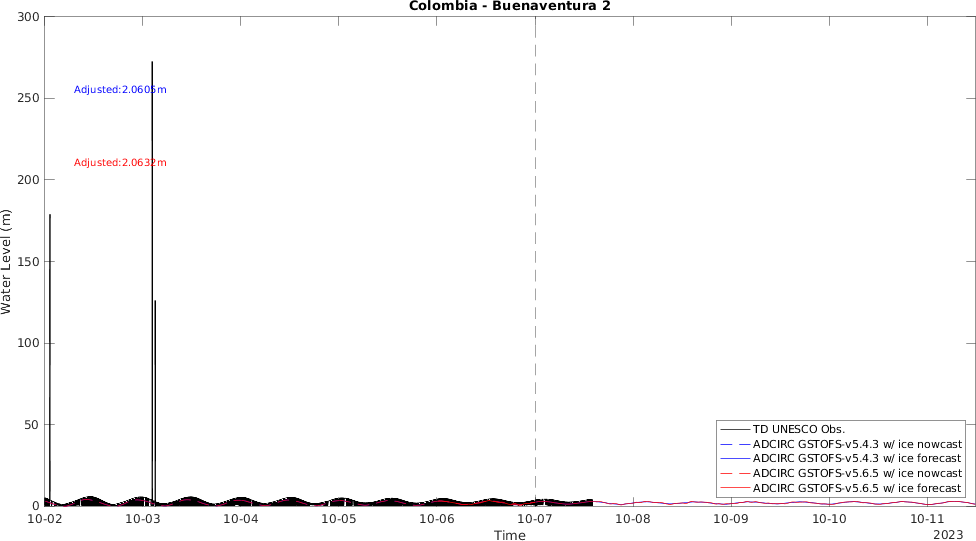 Colombia - Buenaventura 2
300
250
200
150
100
50
0
Water Level (m)
Adjusted:2.0605m
Adjusted:2.0632m
TD UNESCO Obs.
ADCIRC GSTOFS-v5.4.3 w/ ice nowcast
ADCIRC GSTOFS-v5.4.3 w/ ice forecast
ADCIRC GSTOFS-v5.6.5 w/ ice nowcast
ADCIRC GSTOFS-v5.6.5 w/ ice forecast
10-02 10-03 10-04 10-05 10-06 10-07 10-08 10-09 10-10 10-11
Time
2023